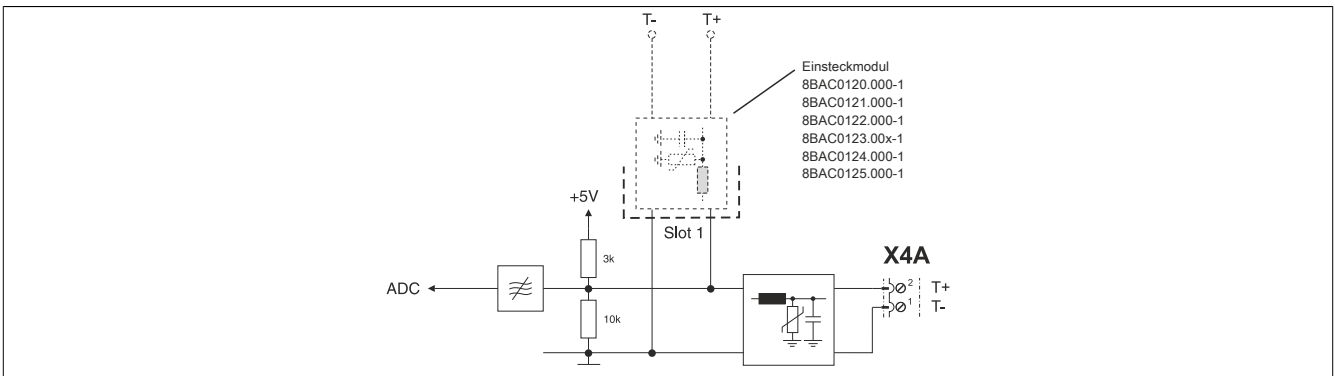 T- T+
Einsteckmodul
8BAC0120.000-1
8BAC0121.000-1
8BAC0122.000-1
8BAC0123.00x-1
8BAC0124.000-1
8BAC0125.000-1
+5V
Slot 1
3k
X4A
ADC
2 T+
1 T-
10k